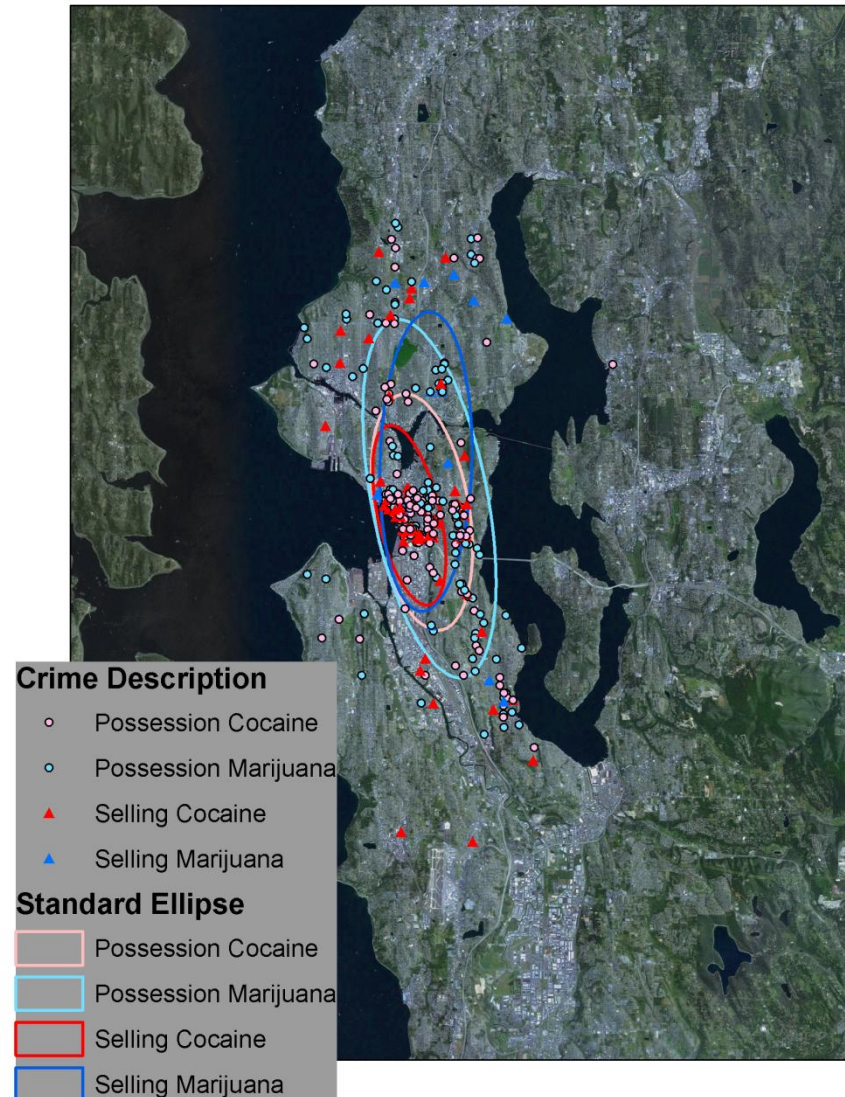 Crime Description
Possession Cocaine
Possession Marijuana
Selling Cocaine
Selling Marijuana
Standard Ellipse
Possession Cocaine
Possession Marijuana
Selling Cocaine
Selling Marijuana